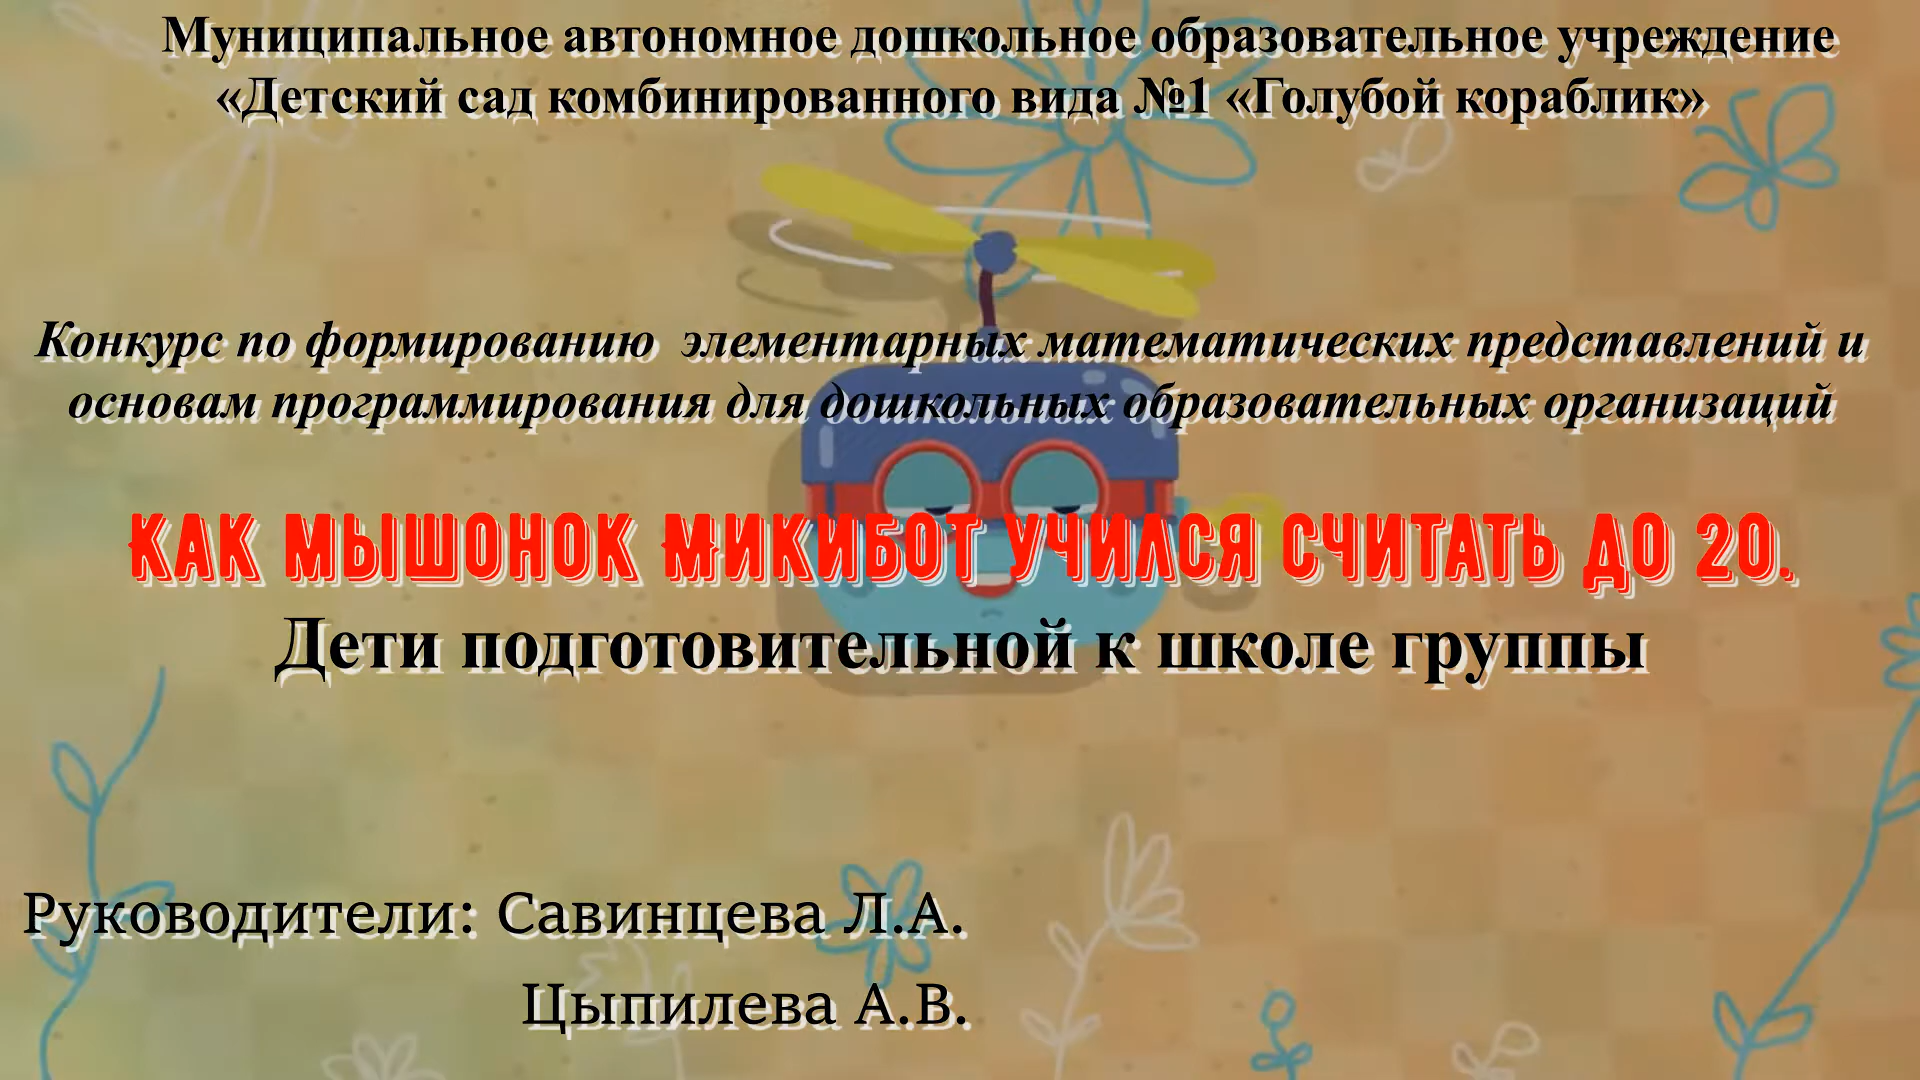 Муниципальное автономное дошкольное образовательное учреждение
«Детский сад комбинированного вида №1 «Голубой кораблик»
Конкурс по формированию элементарных математических представлений и
основам программирования для дошкольных образовательных организаций
Как мышонок Микибот учился считать до 20.
Дети подготовительной к школе группы
Руководители: Савинцева Л.А.
Цыпилева А.В.